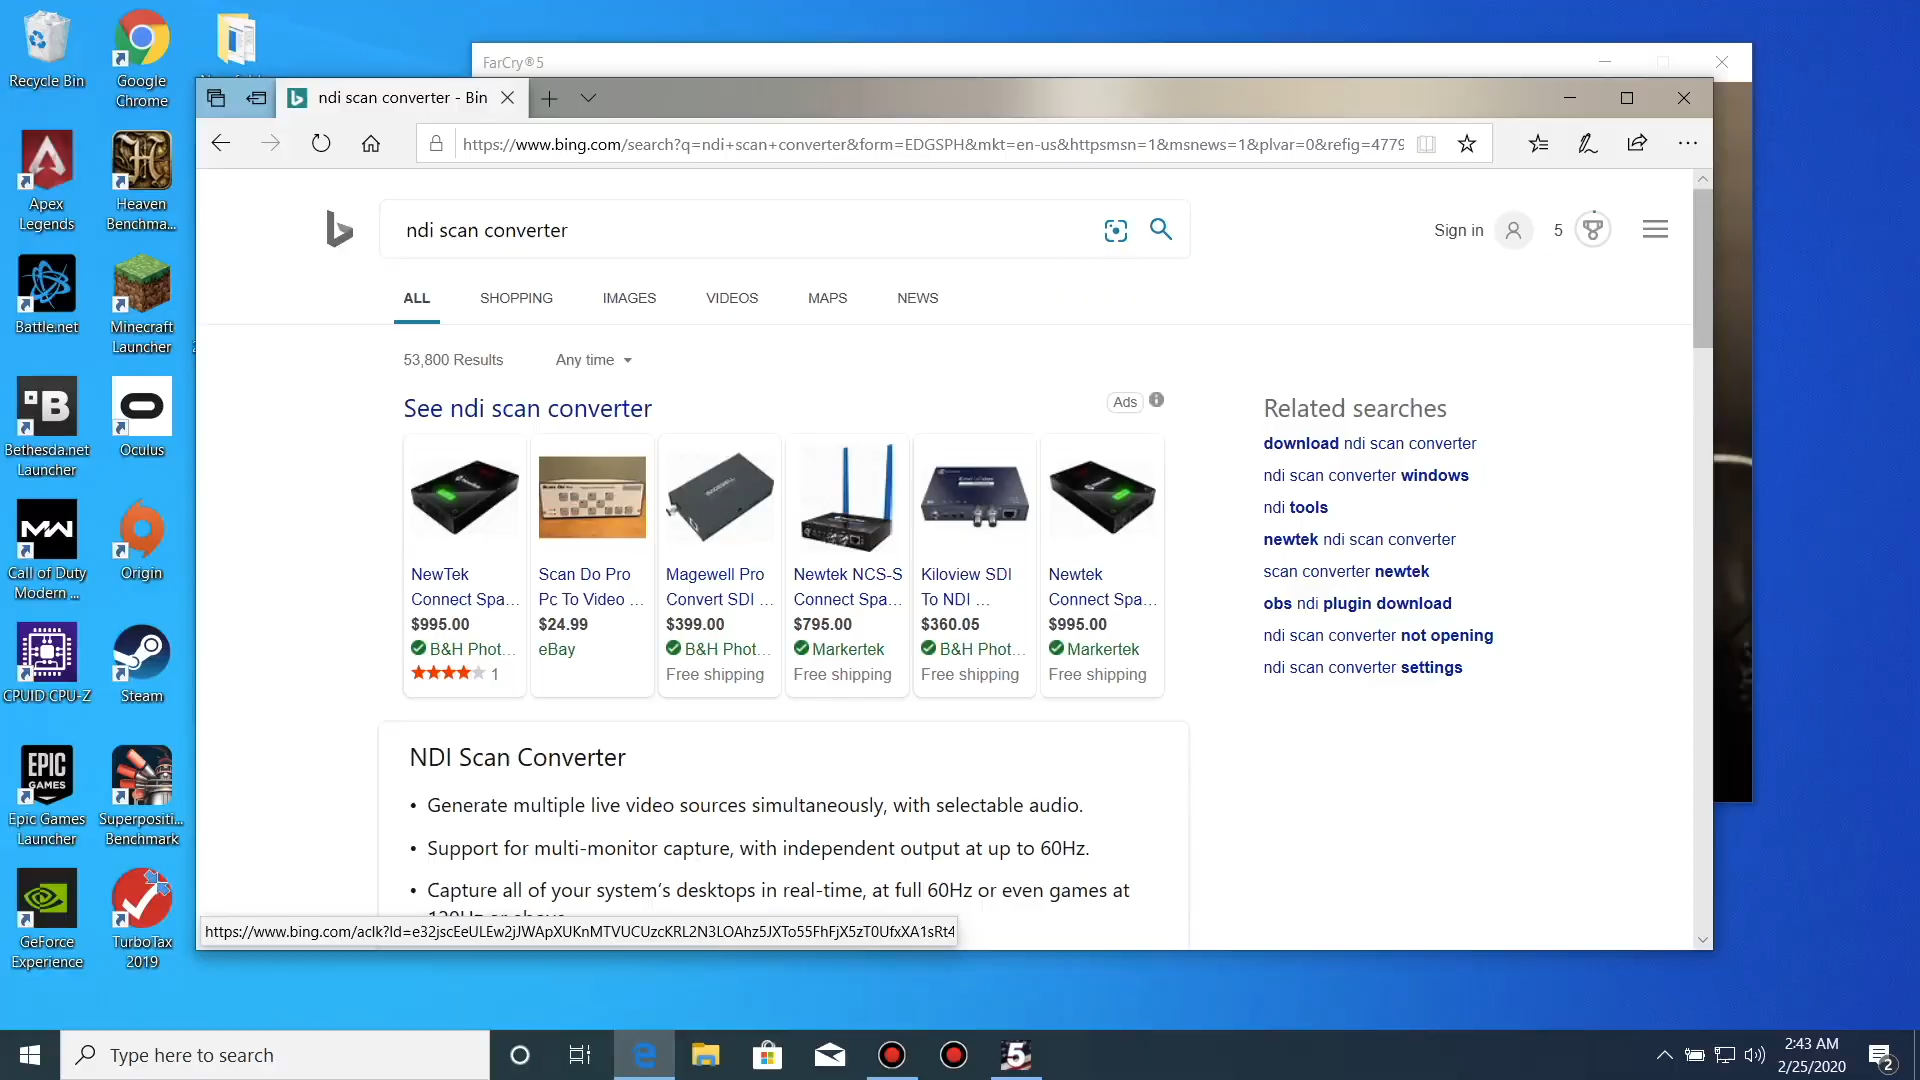 Recycle Bin
Google
Chrome
FarCry®5
ndi scan converter - Bin
https://www.bing.com/search?q=ndi+scan+converter&form=EDGSPH&mkt=en-us&httpsmsn=1&msnews=1&plvar=0&refig=4779
Apex
Legends
Heaven
Benchma...
Battle.net
Minecraft
Launcher
Bethesda.net
Launcher
Oculus
Call of Duty
Modern ...
Origin
CPUID CPU-Z
Steam
EPIC
GAMES
Epic Games
Launcher
Superpositi...
Benchmark
GeForce
Experience
TurboTax
2019
ndi scan converter
Sign in
5
ALL
SHOPPING
IMAGES
VIDEOS
MAPS
NEWS
53,800 Results
Any time
See ndi scan converter
Ads
NewTek
Connect Spa...
$995.00
B&H Phot...
1
Scan Do Pro
Pc To Video ...
$24.99
eBay
Magewell Pro
Convert SDI ...
$399.00
B&H Phot...
Free shipping
Newtek NCS-S
Connect Spa...
$795.00
Markertek
Free shipping
Kiloview SDI
To NDI ...
$360.05
B&H Phot...
Free shipping
Newtek
Connect Spa...
$995.00
Markertek
Free shipping
Related searches
download ndi scan converter
ndi scan converter windows
ndi tools
newtek ndi scan converter
scan converter newtek
obs ndi plugin download
ndi scan converter not opening
ndi scan converter settings
NDI Scan Converter
• Generate multiple live video sources simultaneously, with selectable audio.
• Support for multi-monitor capture, with independent output at up to 60Hz.
• Capture all of your system's desktops in real-time, at full 60Hz or even games at
https://www.bing.com/aclk?ld=e32jscEeULEw2jJWApXUKnMTVUCUzcKRL2N3LOAhz5JXTo55FhFjX5zT0UfxXA1sRt4
Type here to search
5
2:43 AM
2/25/2020
2